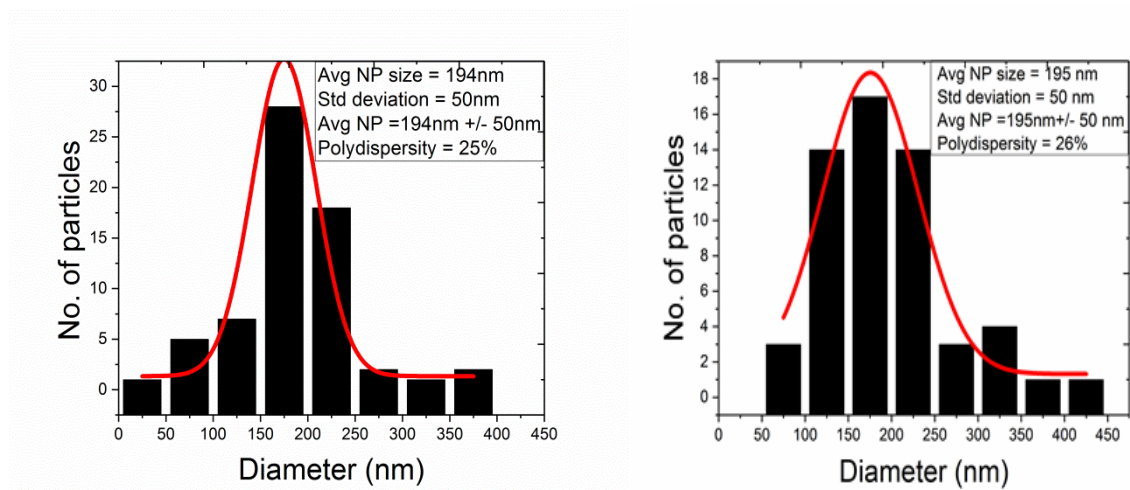 Avg NP size = 194nm
Std deviation = 50nm
Avg NP =194nm +/- 50nm
Polydispersity = 25%
No. of particles
30
25
20
15
10
5
0
0 50 100 150 200 250 300 350 400 450
Diameter (nm)
Avg NP size = 195 nm
Std deviation = 50 nm
Avg NP =195nm+/- 50 nm
Polydispersity = 26%
No. of particles
18
16
14
12
10
8
6
4
2
0
0 50 100 150 200 250 300 350 400 450
Diameter (nm)